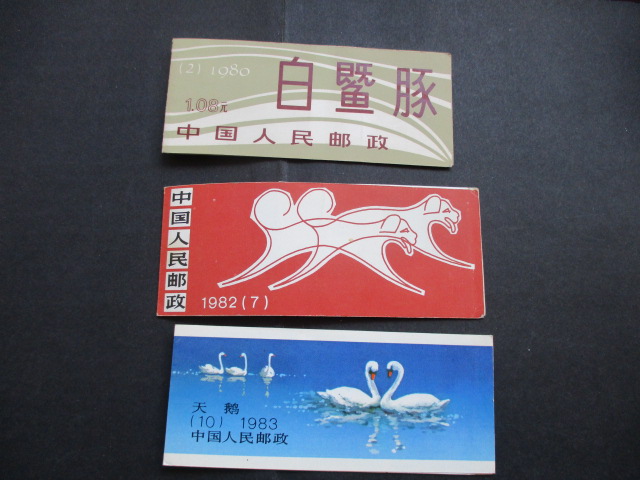 (2) 1980
白鱀豚
1.08元
中国人民邮政
中国人民邮政
1982(7)
天鹅
(10) 1983
中国人民邮政